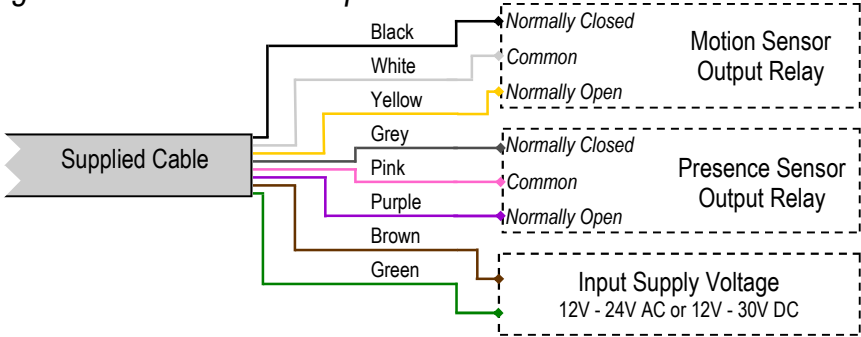 Black
Normally Closed
White
Common
Yellow
Normally Open
Motion Sensor
Output Relay
Supplied Cable
Grey
Normally Closed
Pink
Common
Purple
Normally Open
Presence Sensor
Output Relay
Brown
Green
Input Supply Voltage
12V - 24V AC or 12V - 30V DC